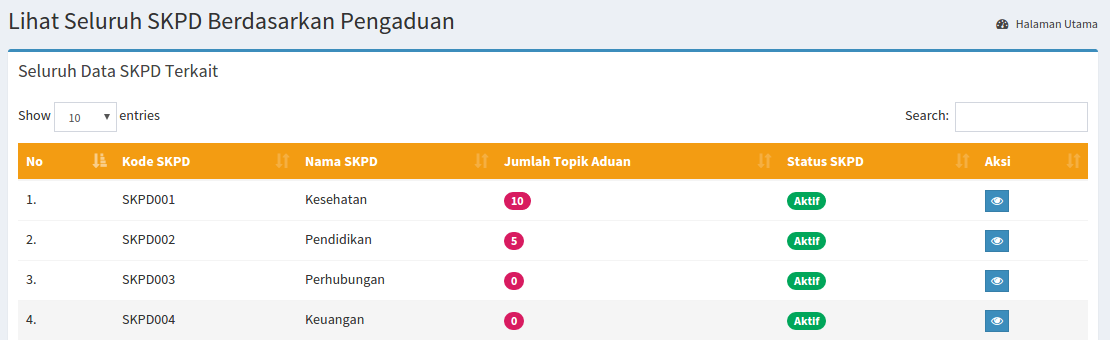 Lihat Seluruh SKPD Berdasarkan Pengaduan
Halaman Utama
Seluruh Data SKPD Terkait
Show 10 entries
Search:
No Kode SKPD Nama SKPD Jumlah Topik Aduan Status SKPD Aksi
1. SKPD001 Kesehatan 10 Aktif
2. SKPD002 Pendidikan 5 Aktif
3. SKPD003 Perhubungan 0 Aktif
4. SKPD004 Keuangan 0 Aktif